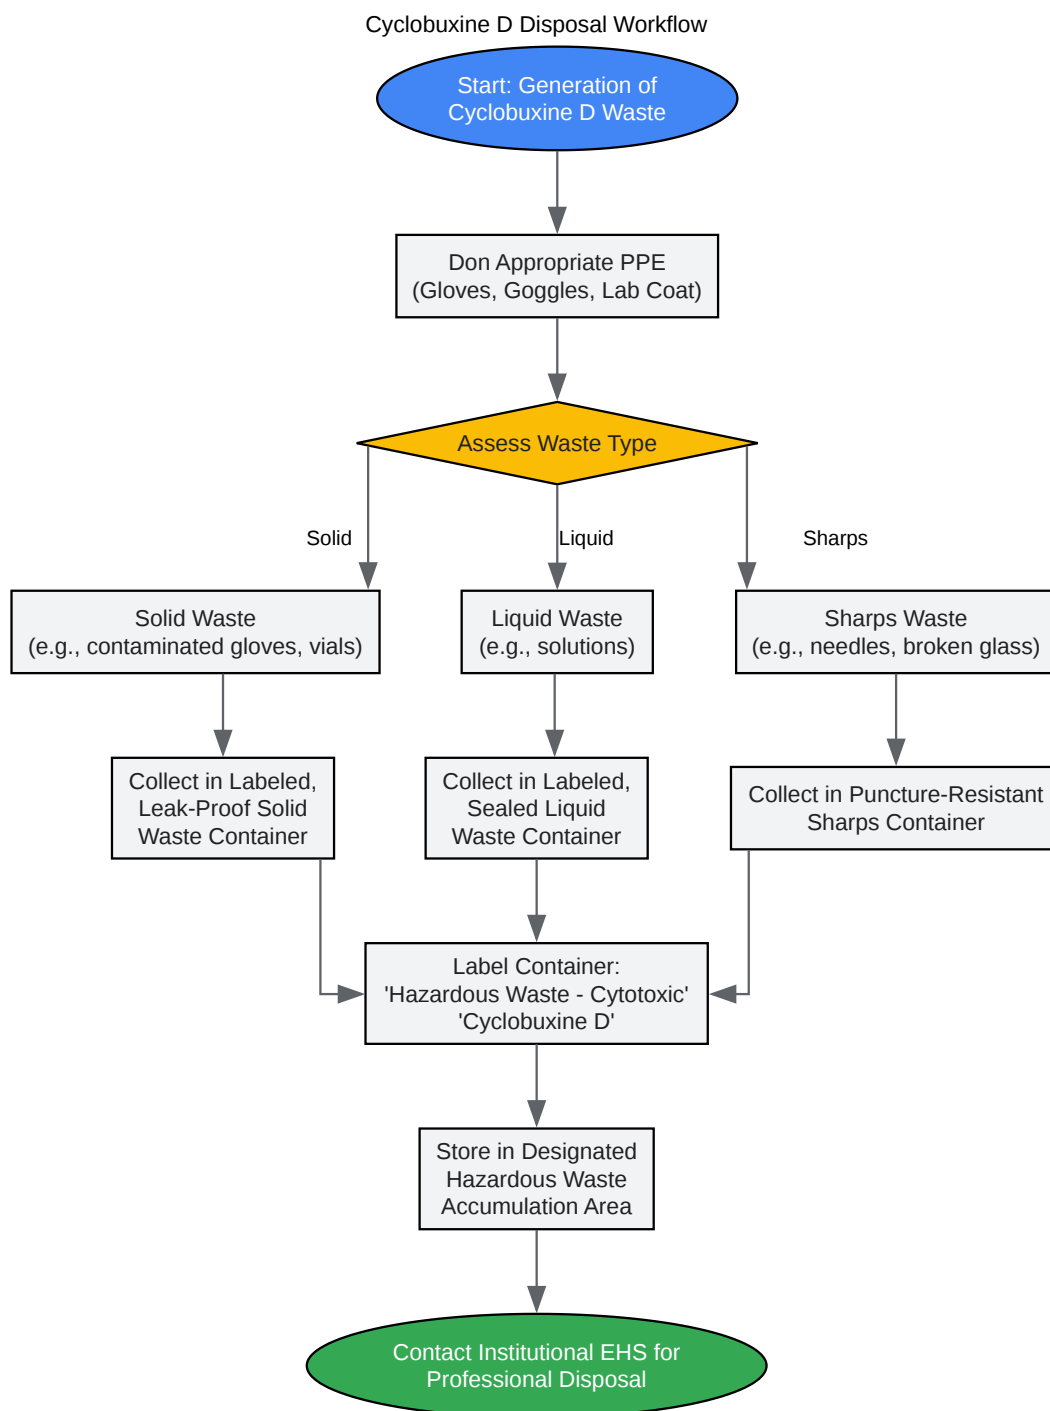 Cyclobuxine D Disposal Workflow
Start: Generation of
Cyclobuxine D Waste
Don Appropriate PPE
(Gloves, Goggles, Lab Coat)
Assess Waste Type
Solid
Liquid
Sharps
Solid Waste
(e.g., contaminated gloves, vials)
Liquid Waste
(e.g., solutions)
Sharps Waste
(e.g., needles, broken glass)
Collect in Labeled,
Leak-Proof Solid
Waste Container
Collect in Labeled,
Sealed Liquid
Waste Container
Collect in Puncture-Resistant
Sharps Container
Label Container:
'Hazardous Waste - Cytotoxic'
'Cyclobuxine D'
Store in Designated
Hazardous Waste
Accumulation Area
Contact Institutional EHS for
Professional Disposal